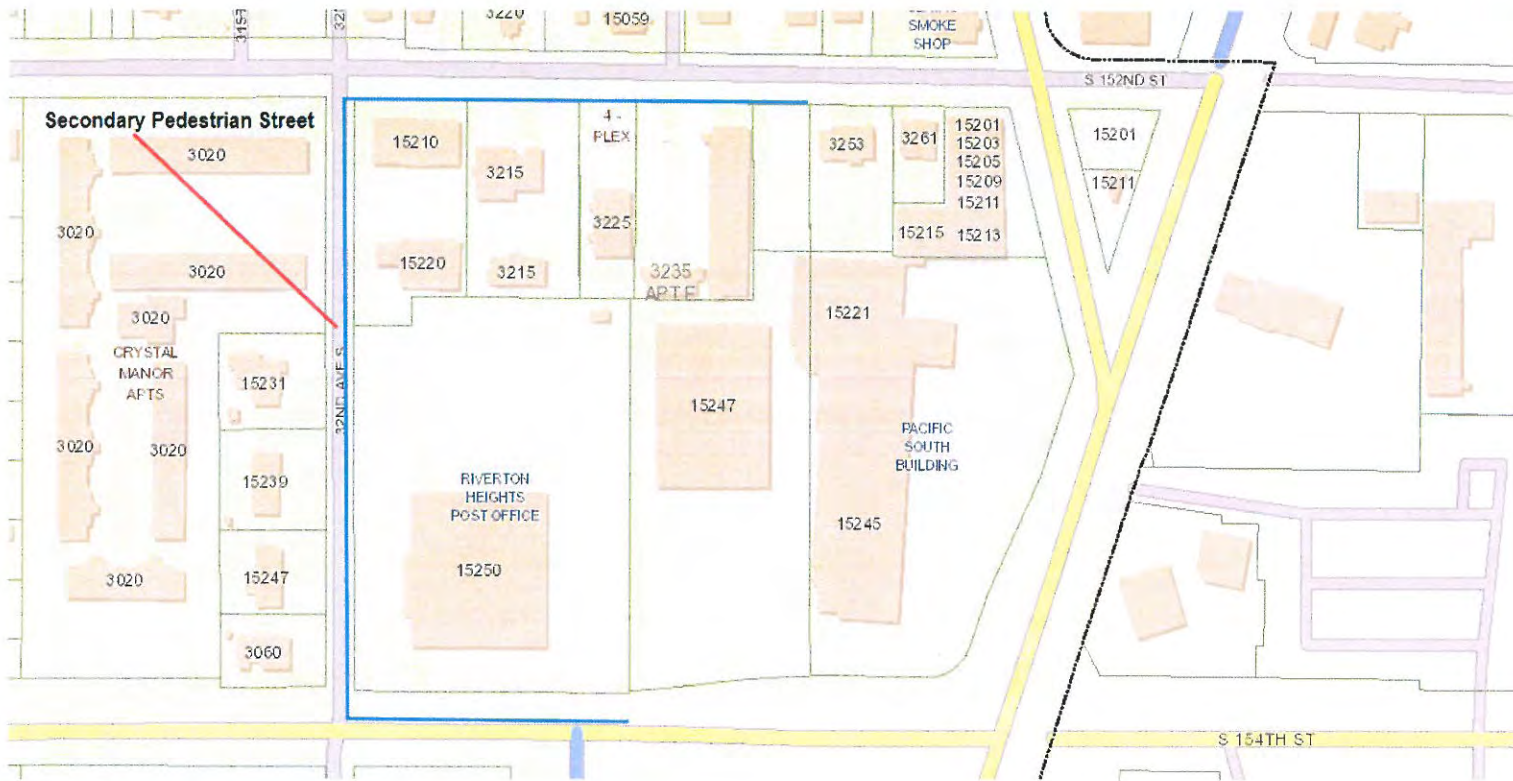 31ST
3220
15059
SMOKE
SHOP
S 152ND ST
Secondary Pedestrian Street
3020
15210
3215
4 -
PLEX
3225
3253
3261
15201
15203
15205
15209
15211
15213
15215
15201
15211
3020
3020
15220
3215
3235
APT F
15221
3020
CRYSTAL
MANOR
APTS
32ND AVE S
15231
15247
3020
3020
PACIFIC
SOUTH
BUILDING
15239
RIVERTON
HEIGHTS
POST OFFICE
15245
3020
15247
15250
3060
S 154TH ST